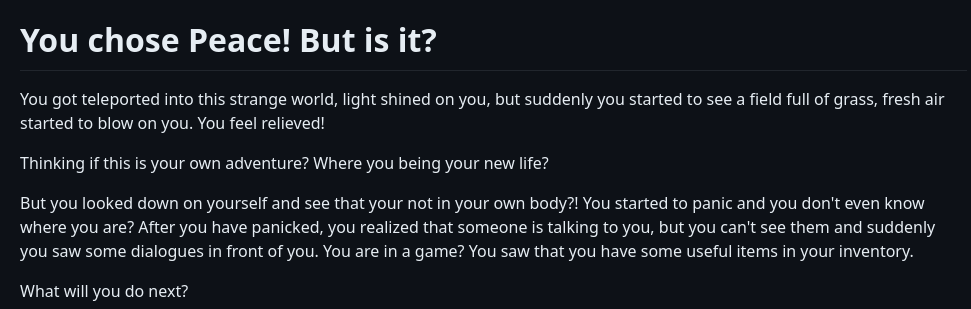 You chose Peace! But is it?
You got teleported into this strange world, light shined on you, but suddenly you started to see a field full of grass, fresh air
started to blow on you. You feel relieved!
Thinking if this is your own adventure? Where you being your new life?
But you looked down on yourself and see that your not in your own body?! You started to panic and you don't even know
where you are? After you have panicked, you realized that someone is talking to you, but you can't see them and suddenly
you saw some dialogues in front of you. You are in a game? You saw that you have some useful items in your inventory.
What will you do next?